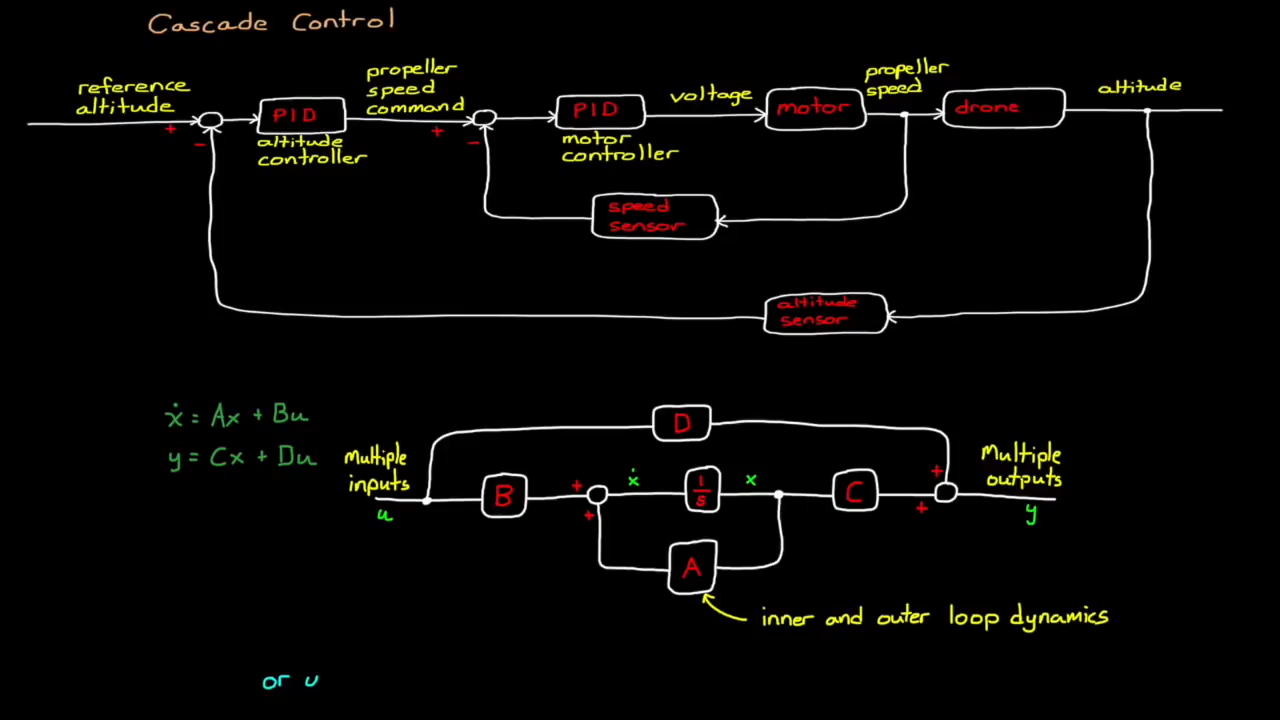 Cascade Control
reference
altitude
+
-
PID
altitude
controller
propeller
speed
command
+
-
PID
motor
controller
voltage
motor
propeller
speed
drone
altitude
speed
sensor
altitude
sensor
ẋ = Ax + Bu
y = Cx + Du
Multiple
inputs
u
D
B
+
+
ẋ
1/s
x
C
+
+
Multiple
outputs
y
A
inner and outer loop dynamics
or u